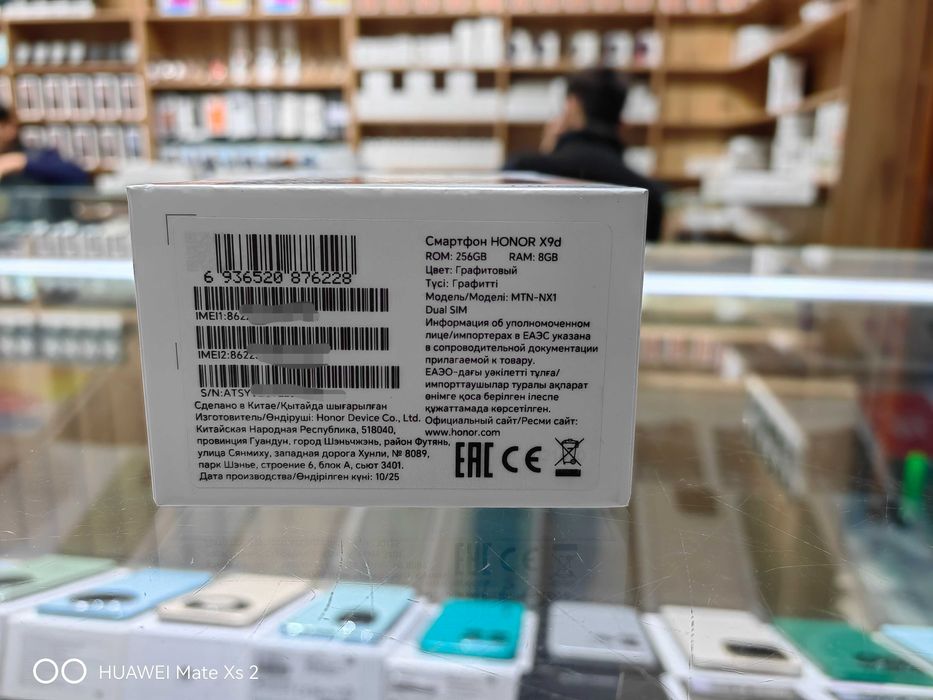 6 936520 876228
IMEI1:862
IMEI2:8622
S/N:ATSY
Сделано в Китае/Қытайда шығарылған
Изготовитель/Өндіруші: Honor Device Co., Ltd.
Китайская Народная Республика, 518040,
провинция Гуандун, город Шэньчжэнь, район Футянь,
улица Сянмиху, западная дорога Хунли, № 8089,
парк Шэнье, строение 6, блок А, сьют 3401.
Дата производства/Өндірілген күні: 10/25
Смартфон HONOR X9d
ROM: 256GB RAM: 8GB
Цвет: Графитовый
Түсі: Графитті
Модель/Моделі: MTN-NX1
Dual SIM
Информация об уполномоченном
лице/импортерах в ЕАЭС указана
в сопроводительной документации
прилагаемой к товару.
ЕАЭО-дағы уәкілетті тұлға/
импорттаушылар туралы ақпарат
өнімге қоса берілген ілеспе
құжаттамада көрсетілген.
Официальный сайт/Ресми сайт:
www.honor.com
EAC CE
HUAWEI Mate Xs 2